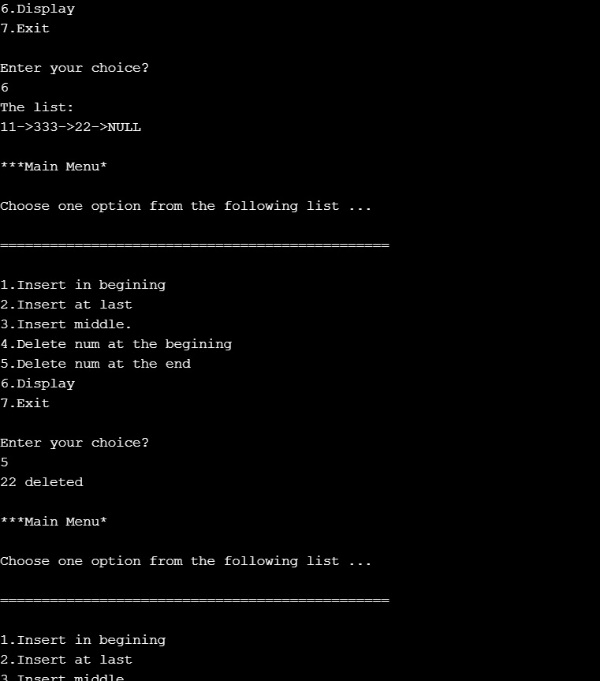 6.Display
7.Exit
Enter your choice?
6
The list:
11->333->22->NULL
***Main Menu*
Choose one option from the following list ...
===============================================
1.Insert in begining
2.Insert at last
3.Insert middle.
4.Delete num at the begining
5.Delete num at the end
6.Display
7.Exit
Enter your choice?
5
22 deleted
***Main Menu*
Choose one option from the following list ...
===============================================
1.Insert in begining
2.Insert at last
3.Insert middle